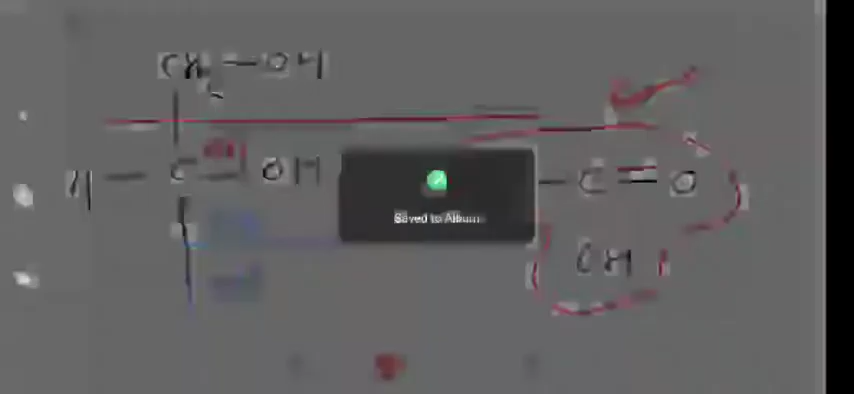 CH₂-OH
H - C - OH
- C = O
OH
Saved to Album